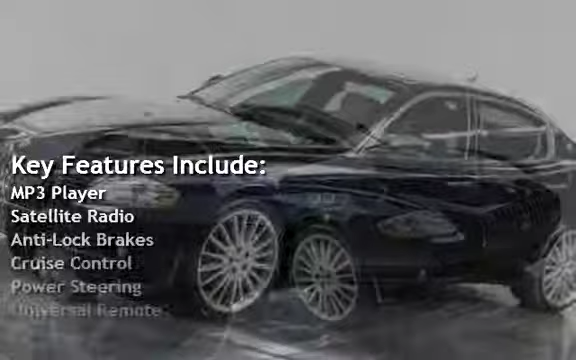 Key Features Include:
MP3 Player
Satellite Radio
Anti-Lock Brakes
Cruise Control
Power Steering
Universal Remote